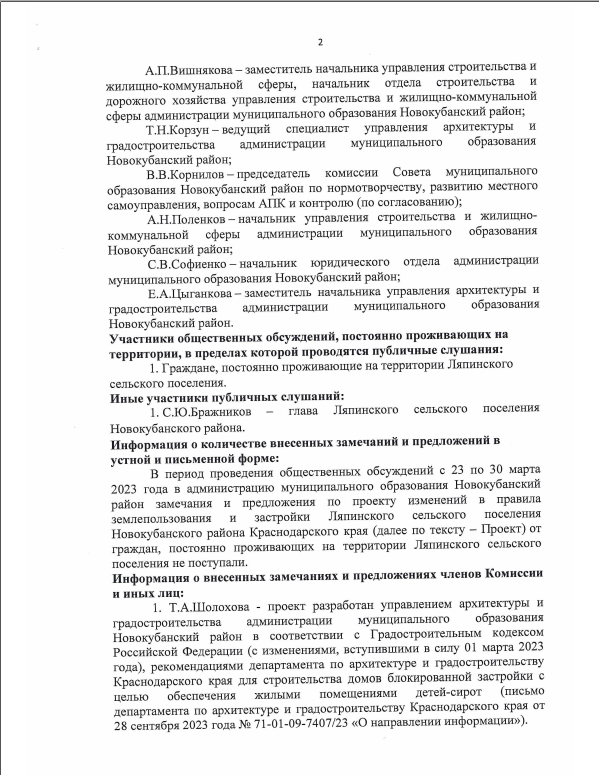 2
А.П.Вишнякова – заместитель начальника управления строительства и
жилищно-коммунальной сферы, начальник отдела строительства и
дорожного хозяйства управления строительства и жилищно-коммунальной
сферы администрации муниципального образования Новокубанский район;
Т.Н.Корзун – ведущий специалист управления архитектуры и
градостроительства администрации муниципального образования
Новокубанский район;
В.В.Корнилов – председатель комиссии Совета муниципального
образования Новокубанский район по нормотворчеству, развитию местного
самоуправления, вопросам АПК и контролю (по согласованию);
А.Н.Поленков – начальник управления строительства и жилищно-
коммунальной сферы администрации муниципального образования
Новокубанский район;
С.В.Софиенко – начальник юридического отдела администрации
муниципального образования Новокубанский район;
Е.А.Цыганкова – заместитель начальника управления архитектуры и
градостроительства администрации муниципального образования
Новокубанский район.
Участники общественных обсуждений, постоянно проживающих на
территории, в пределах которой проводятся публичные слушания:
1. Граждане, постоянно проживающие на территории Ляпинского
сельского поселения.
Иные участники публичных слушаний:
1. С.Ю.Бражников – глава Ляпинского сельского поселения
Новокубанского района.
Информация о количестве внесенных замечаний и предложений в
устной и письменной форме:
В период проведения общественных обсуждений с 23 по 30 марта
2023 года в администрацию муниципального образования Новокубанский
район замечания и предложения по проекту изменений в правила
землепользования и застройки Ляпинского сельского поселения
Новокубанского района Краснодарского края (далее по тексту – Проект) от
граждан, постоянно проживающих на территории Ляпинского сельского
поселения не поступали.
Информация о внесенных замечаниях и предложениях членов Комиссии
и иных лиц:
1. Т.А.Шолохова - проект разработан управлением архитектуры и
градостроительства администрации муниципального образования
Новокубанский район в соответствии с Градостроительным кодексом
Российской Федерации (с изменениями, вступившими в силу 01 марта 2023
года), рекомендациями департамента по архитектуре и градостроительству
Краснодарского края для строительства домов блокированной застройки с
целью обеспечения жилыми помещениями детей-сирот (письмо
департамента по архитектуре и градостроительству Краснодарского края от
28 сентября 2023 года № 71-01-09-7407/23 «О направлении информации»).